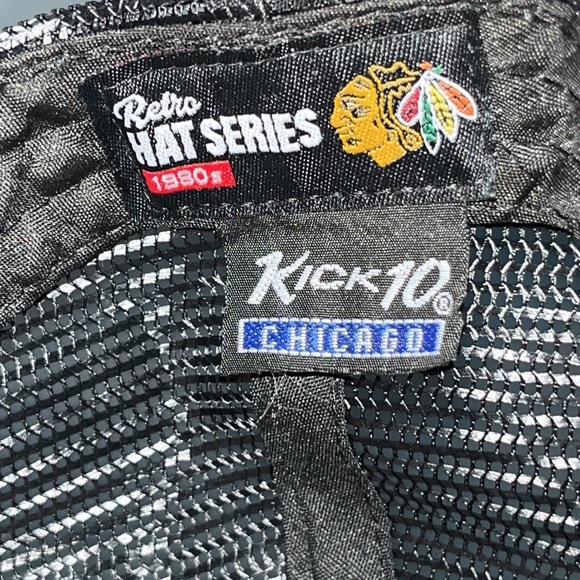 Retro
HAT SERIES
1980s
KICK10®
CHICAGO